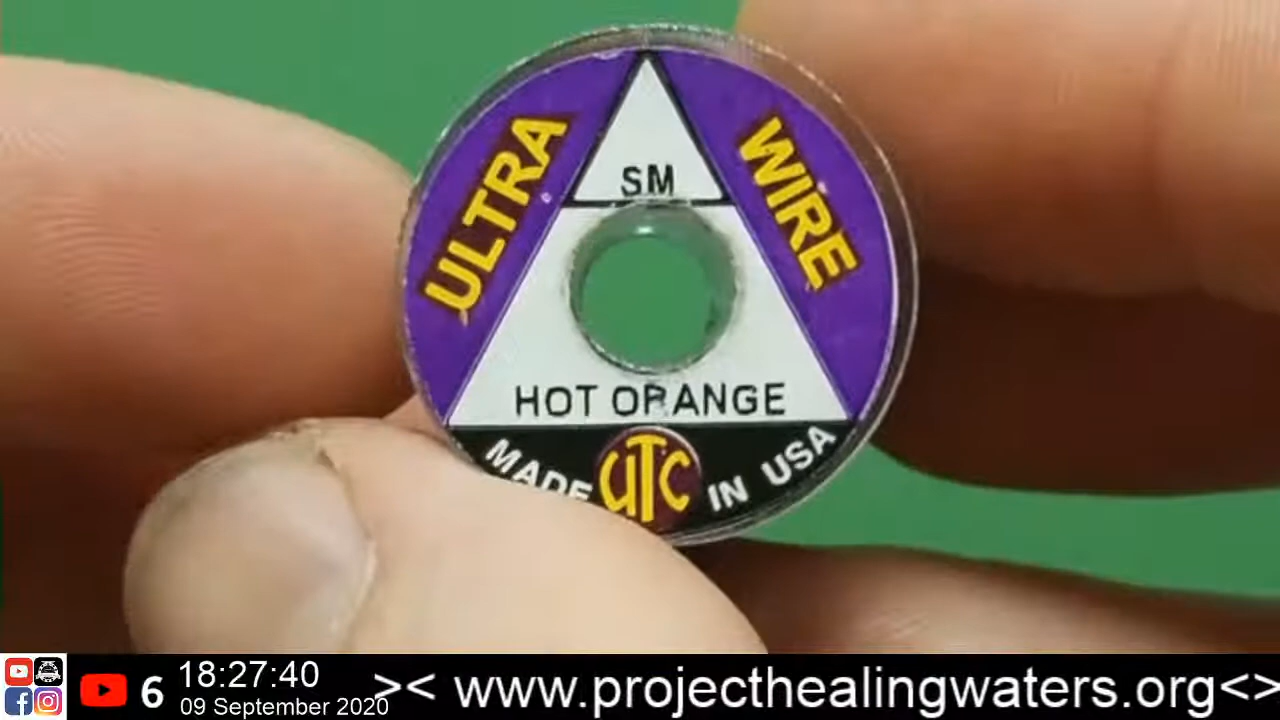 ULTRA WIRE
SM
HOT ORANGE
MADE IN USA
UTC
6 18:27:40
09 September 2020
>< www.projecthealingwaters.org<>